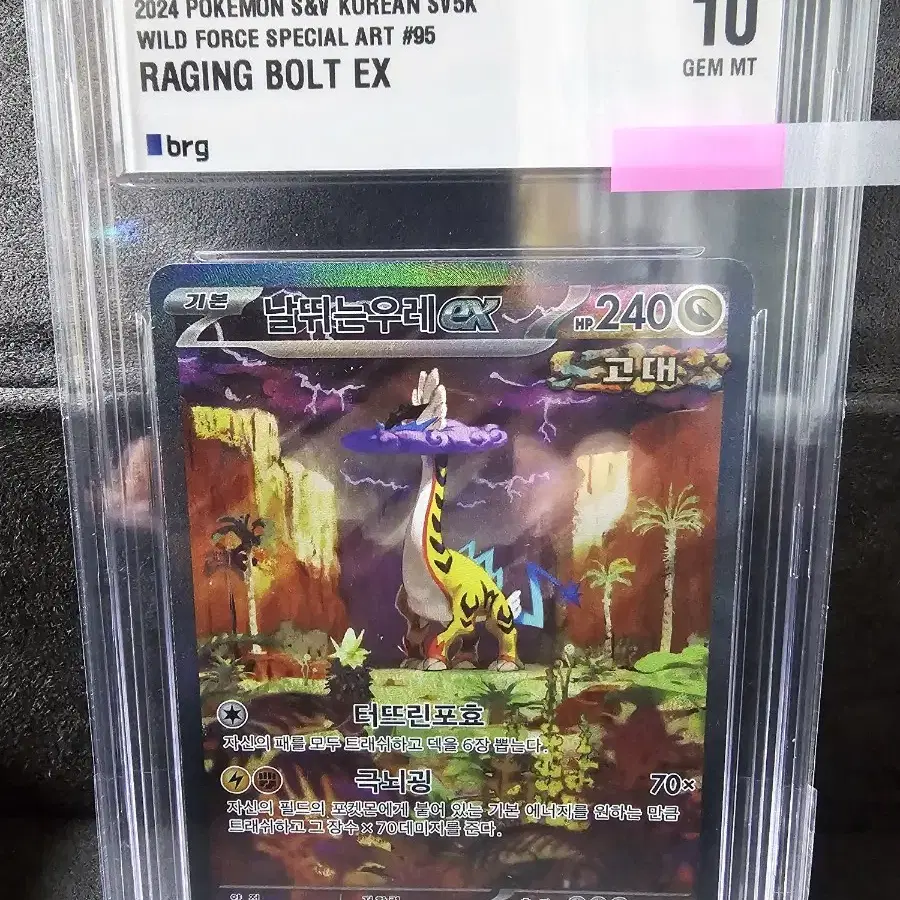 2024 POKEMON S&V KOREAN SV5K
WILD FORCE SPECIAL ART #95
RAGING BOLT EX
10
GEM MT
brg
기본 날뛰는우레 ex HP 240
고대
터뜨린포효
자신의 패를 모두 트래쉬하고 덱을 6장 뽑는다.
극뇌굉 70×
자신의 필드의 포켓몬에게 붙어 있는 기본 에너지를 원하는 만큼
트래쉬하고 그 장수 × 70데미지를 준다.